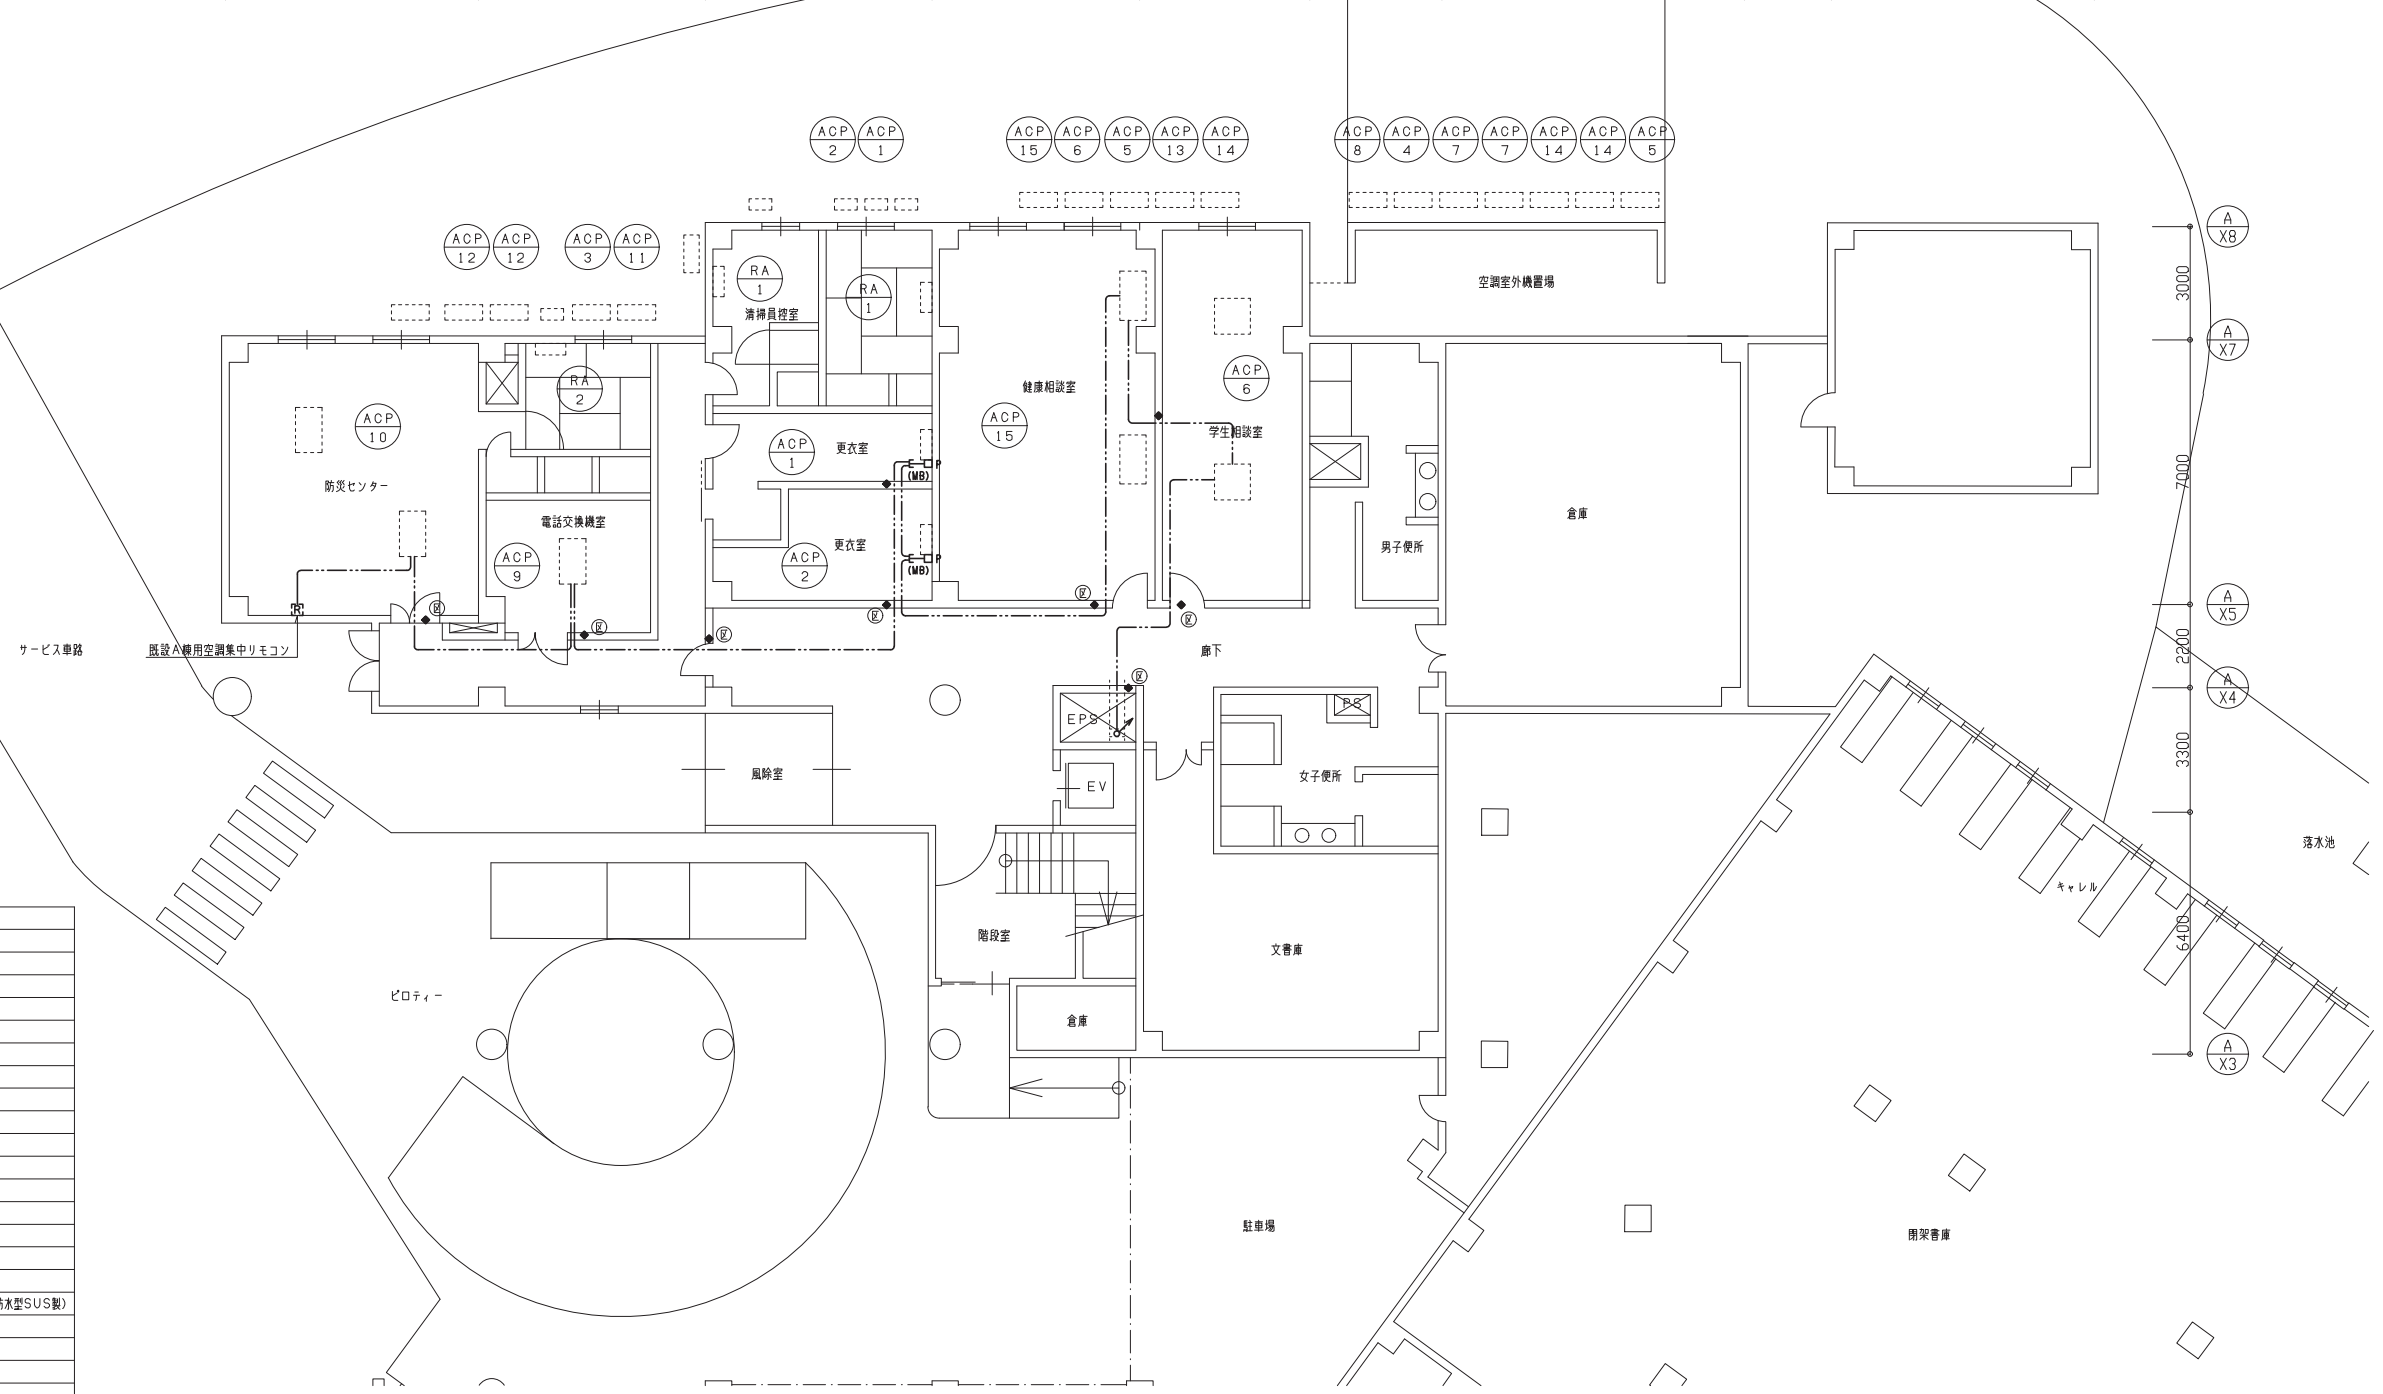 ACP 2
ACP 1
ACP 15
ACP 6
ACP 5
ACP 13
ACP 14
ACP 8
ACP 4
ACP 7
ACP 7
ACP 14
ACP 14
ACP 5
ACP 12
ACP 12
ACP 3
ACP 11
A X8
RA 1
RA 1
清掃員控室
空調室外機置場
3000
A X7
RA 2
健康相談室
ACP 6
ACP 10
ACP 15
学生相談室
ACP 1
更衣室
P
(MB)
7000
防災センター
電話交換機室
倉庫
ACP 9
ACP 2
更衣室
P
(MB)
男子便所
R
区
区
区
区
区
区
A X5
サービス車路
既設A棟用空調集中リモコン
廊下
2200
区
A X4
EPS
PS
風除室
EV
女子便所
3300
落水池
キャレル
階段室
文書庫
6400
ピロティー
倉庫
A X3
駐車場
閉架書庫
水型SUS製)